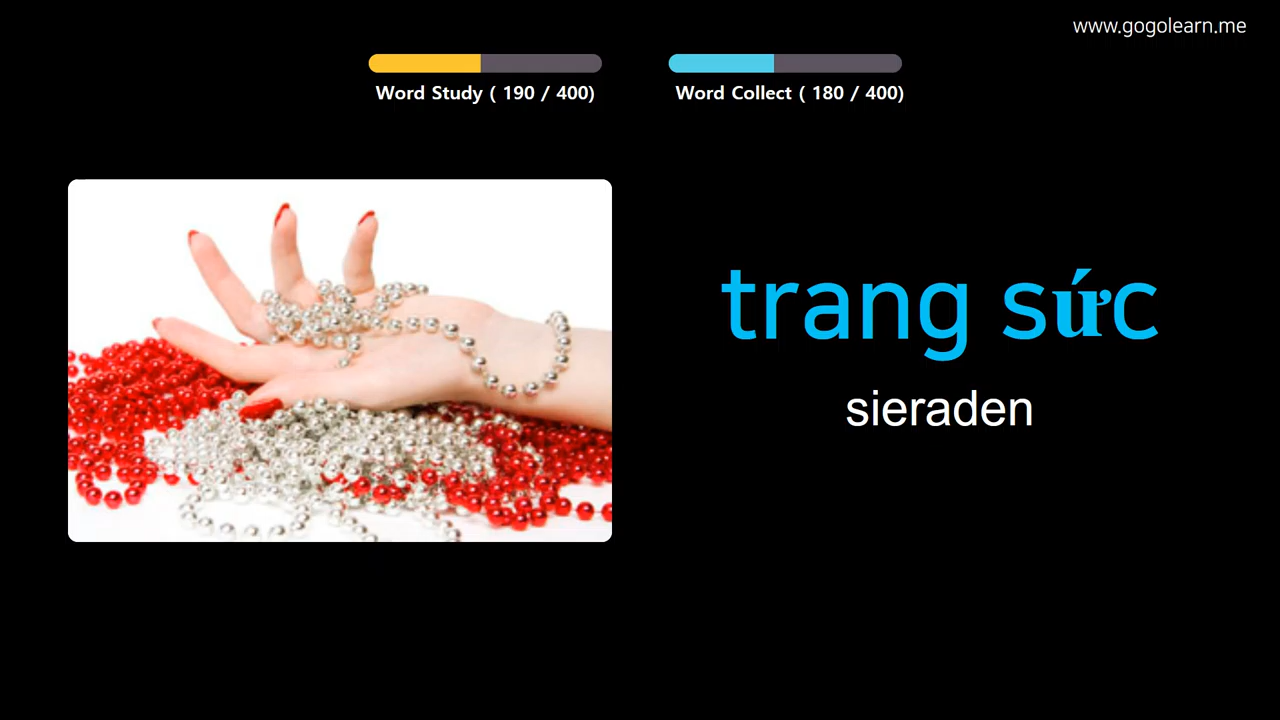 www.gogolearn.me
Word Study ( 190 / 400)
Word Collect ( 180 / 400)
trang sức
sieraden